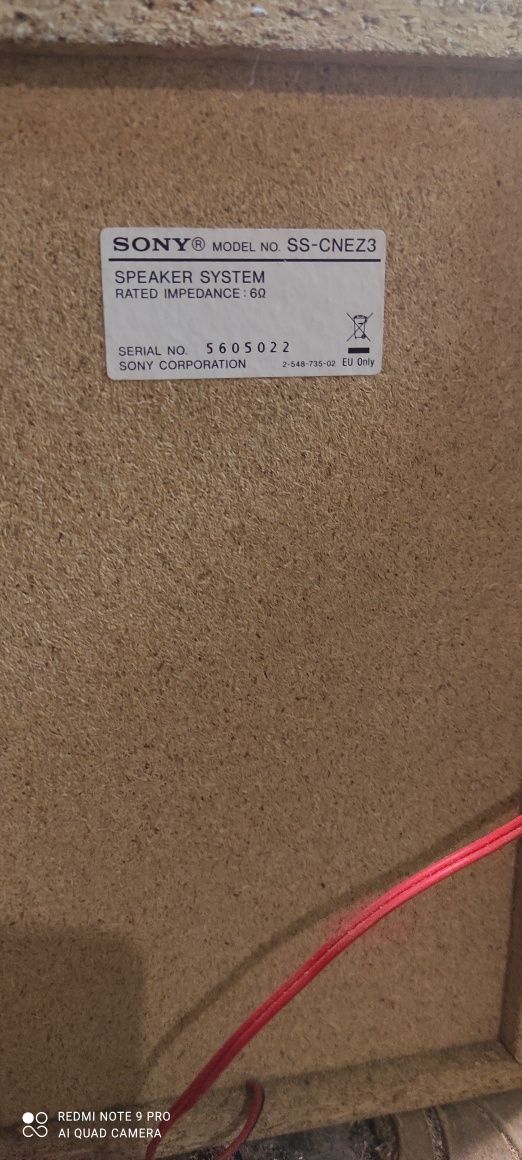 SONY® MODEL NO. SS-CNEZ3
SPEAKER SYSTEM
RATED IMPEDANCE : 6Ω
SERIAL NO. 5605022
SONY CORPORATION 2-548-735-02 EU Only
REDMI NOTE 9 PRO
AI QUAD CAMERA